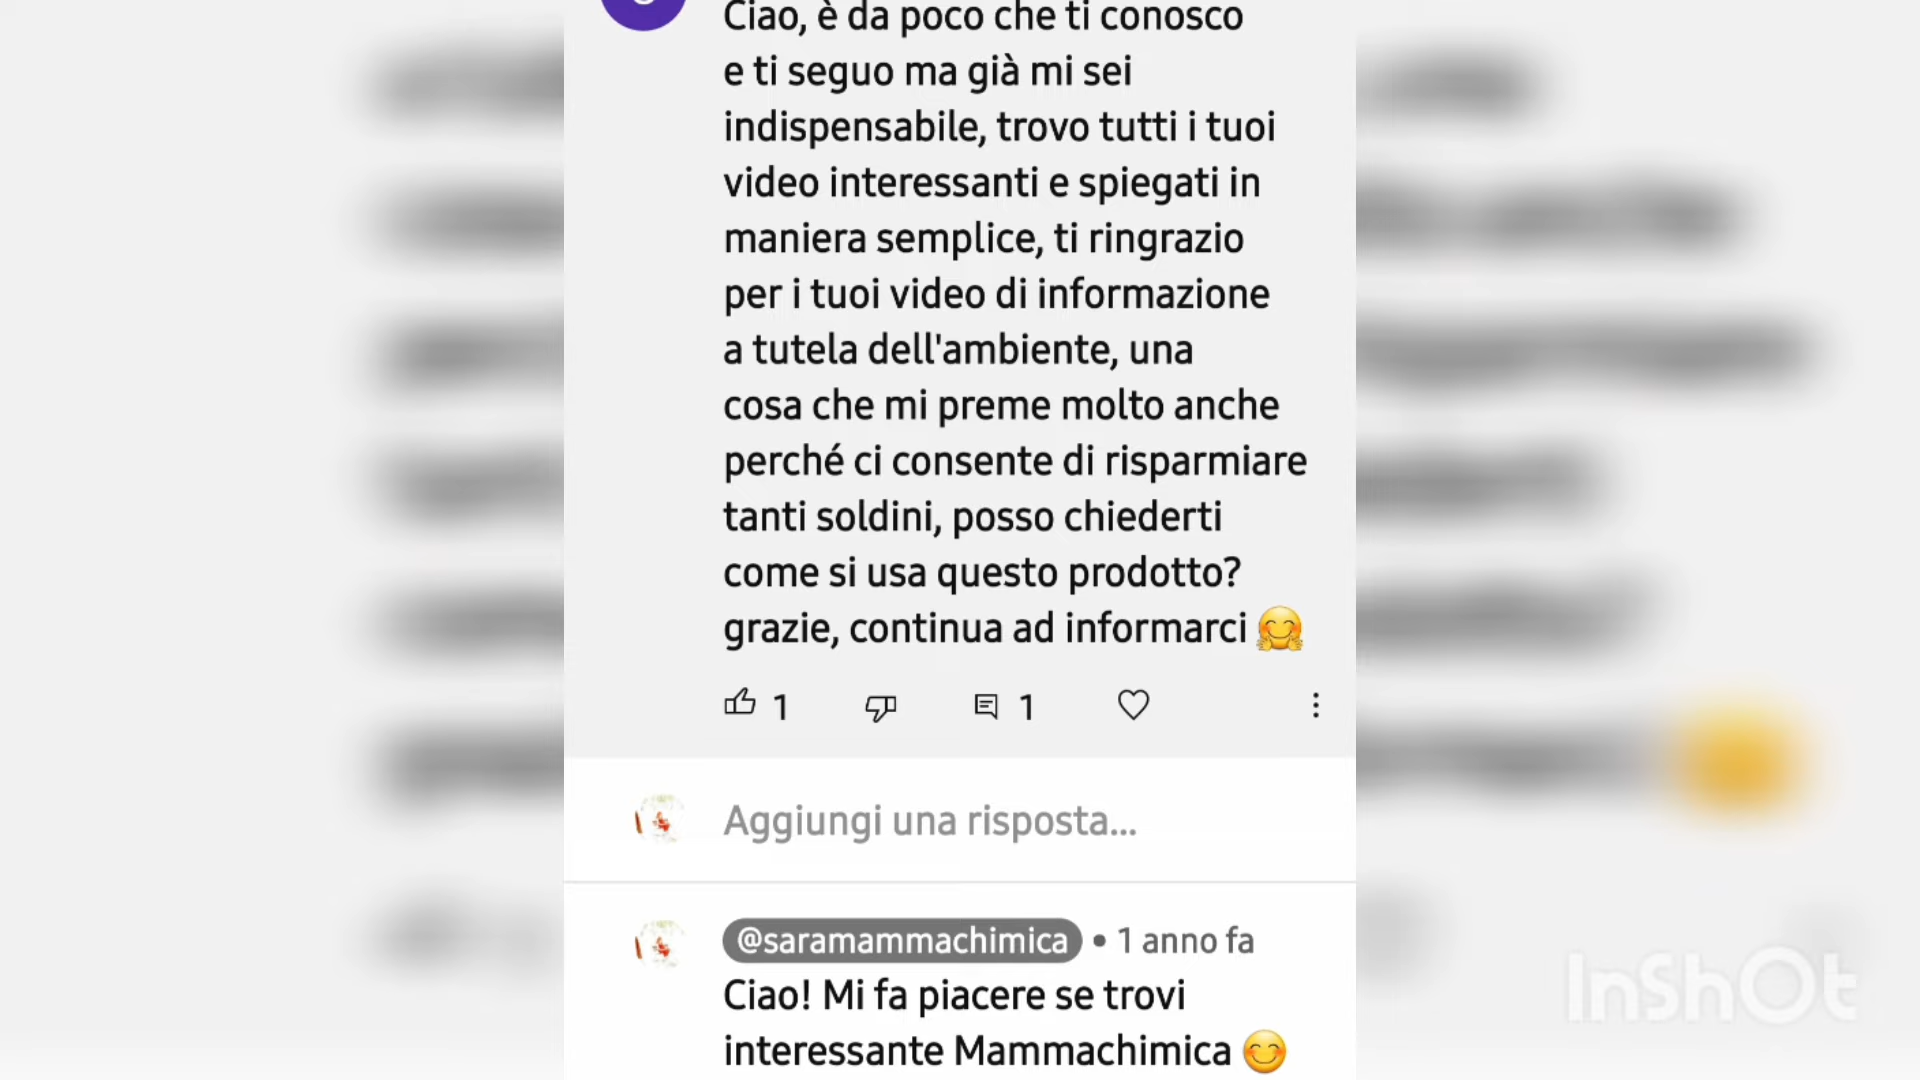 Ciao, è da poco che ti conosco
e ti seguo ma già mi sei
indispensabile, trovo tutti i tuoi
video interessanti e spiegati in
maniera semplice, ti ringrazio
per i tuoi video di informazione
a tutela dell'ambiente, una
cosa che mi preme molto anche
perché ci consente di risparmiare
tanti soldini, posso chiederti
come si usa questo prodotto?
grazie, continua ad informarci 🤗
1 1
Aggiungi una risposta...
@saramammachimica • 1 anno fa
Ciao! Mi fa piacere se trovi
interessante Mammachimica 😊
InShOt